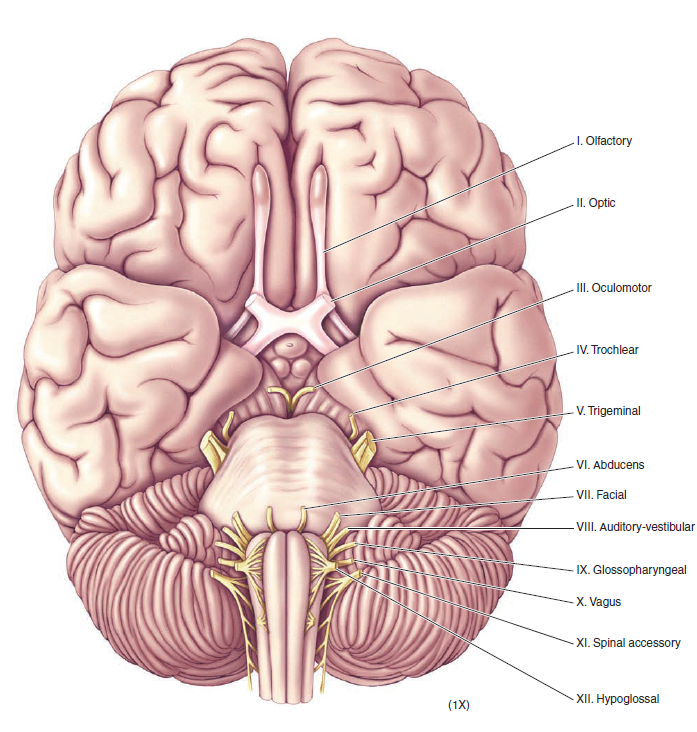 I. Olfactory
II. Optic
III. Oculomotor
IV. Trochlear
V. Trigeminal
VI. Abducens
VII. Facial
VIII. Auditory-vestibular
IX. Glossopharyngeal
X. Vagus
XI. Spinal accessory
XII. Hypoglossal
(1X)